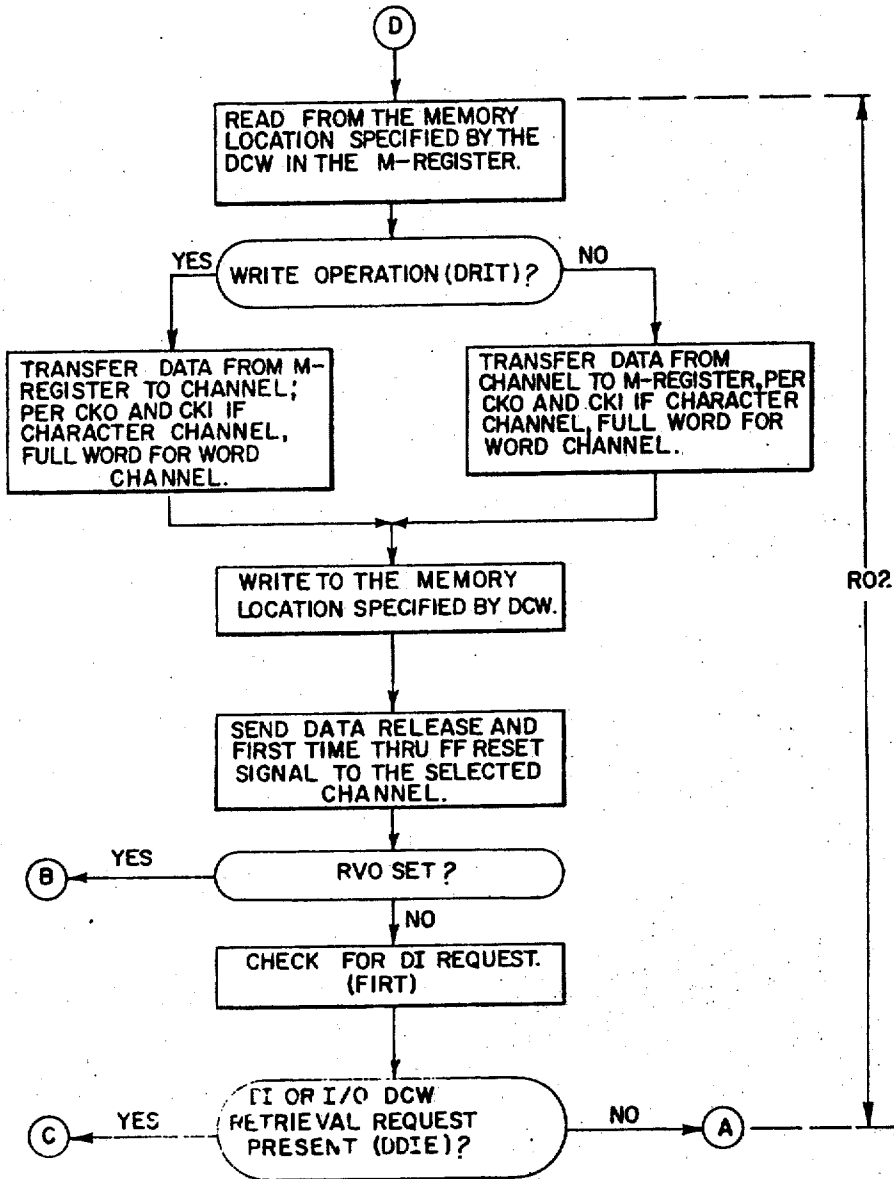 D
READ FROM THE MEMORY
LOCATION SPECIFIED BY THE
DCW IN THE M-REGISTER.
YES
WRITE OPERATION (DRIT)?
NO
TRANSFER DATA FROM M-
REGISTER TO CHANNEL;
PER CKO AND CKI IF
CHARACTER CHANNEL,
FULL WORD FOR WORD
CHANNEL.
TRANSFER DATA FROM
CHANNEL TO M-REGISTER, PER
CKO AND CKI IF CHARACTER
CHANNEL, FULL WORD FOR
WORD CHANNEL.
WRITE TO THE MEMORY
LOCATION SPECIFIED BY DCW.
RO2
SEND DATA RELEASE AND
FIRST TIME THRU FF RESET
SIGNAL TO THE SELECTED
CHANNEL.
B
YES
RVO SET?
NO
CHECK FOR DI REQUEST.
(FIRT)
C
YES
DI OR I/O DCW
RETRIEVAL REQUEST
PRESENT (DDIE)?
NO
A